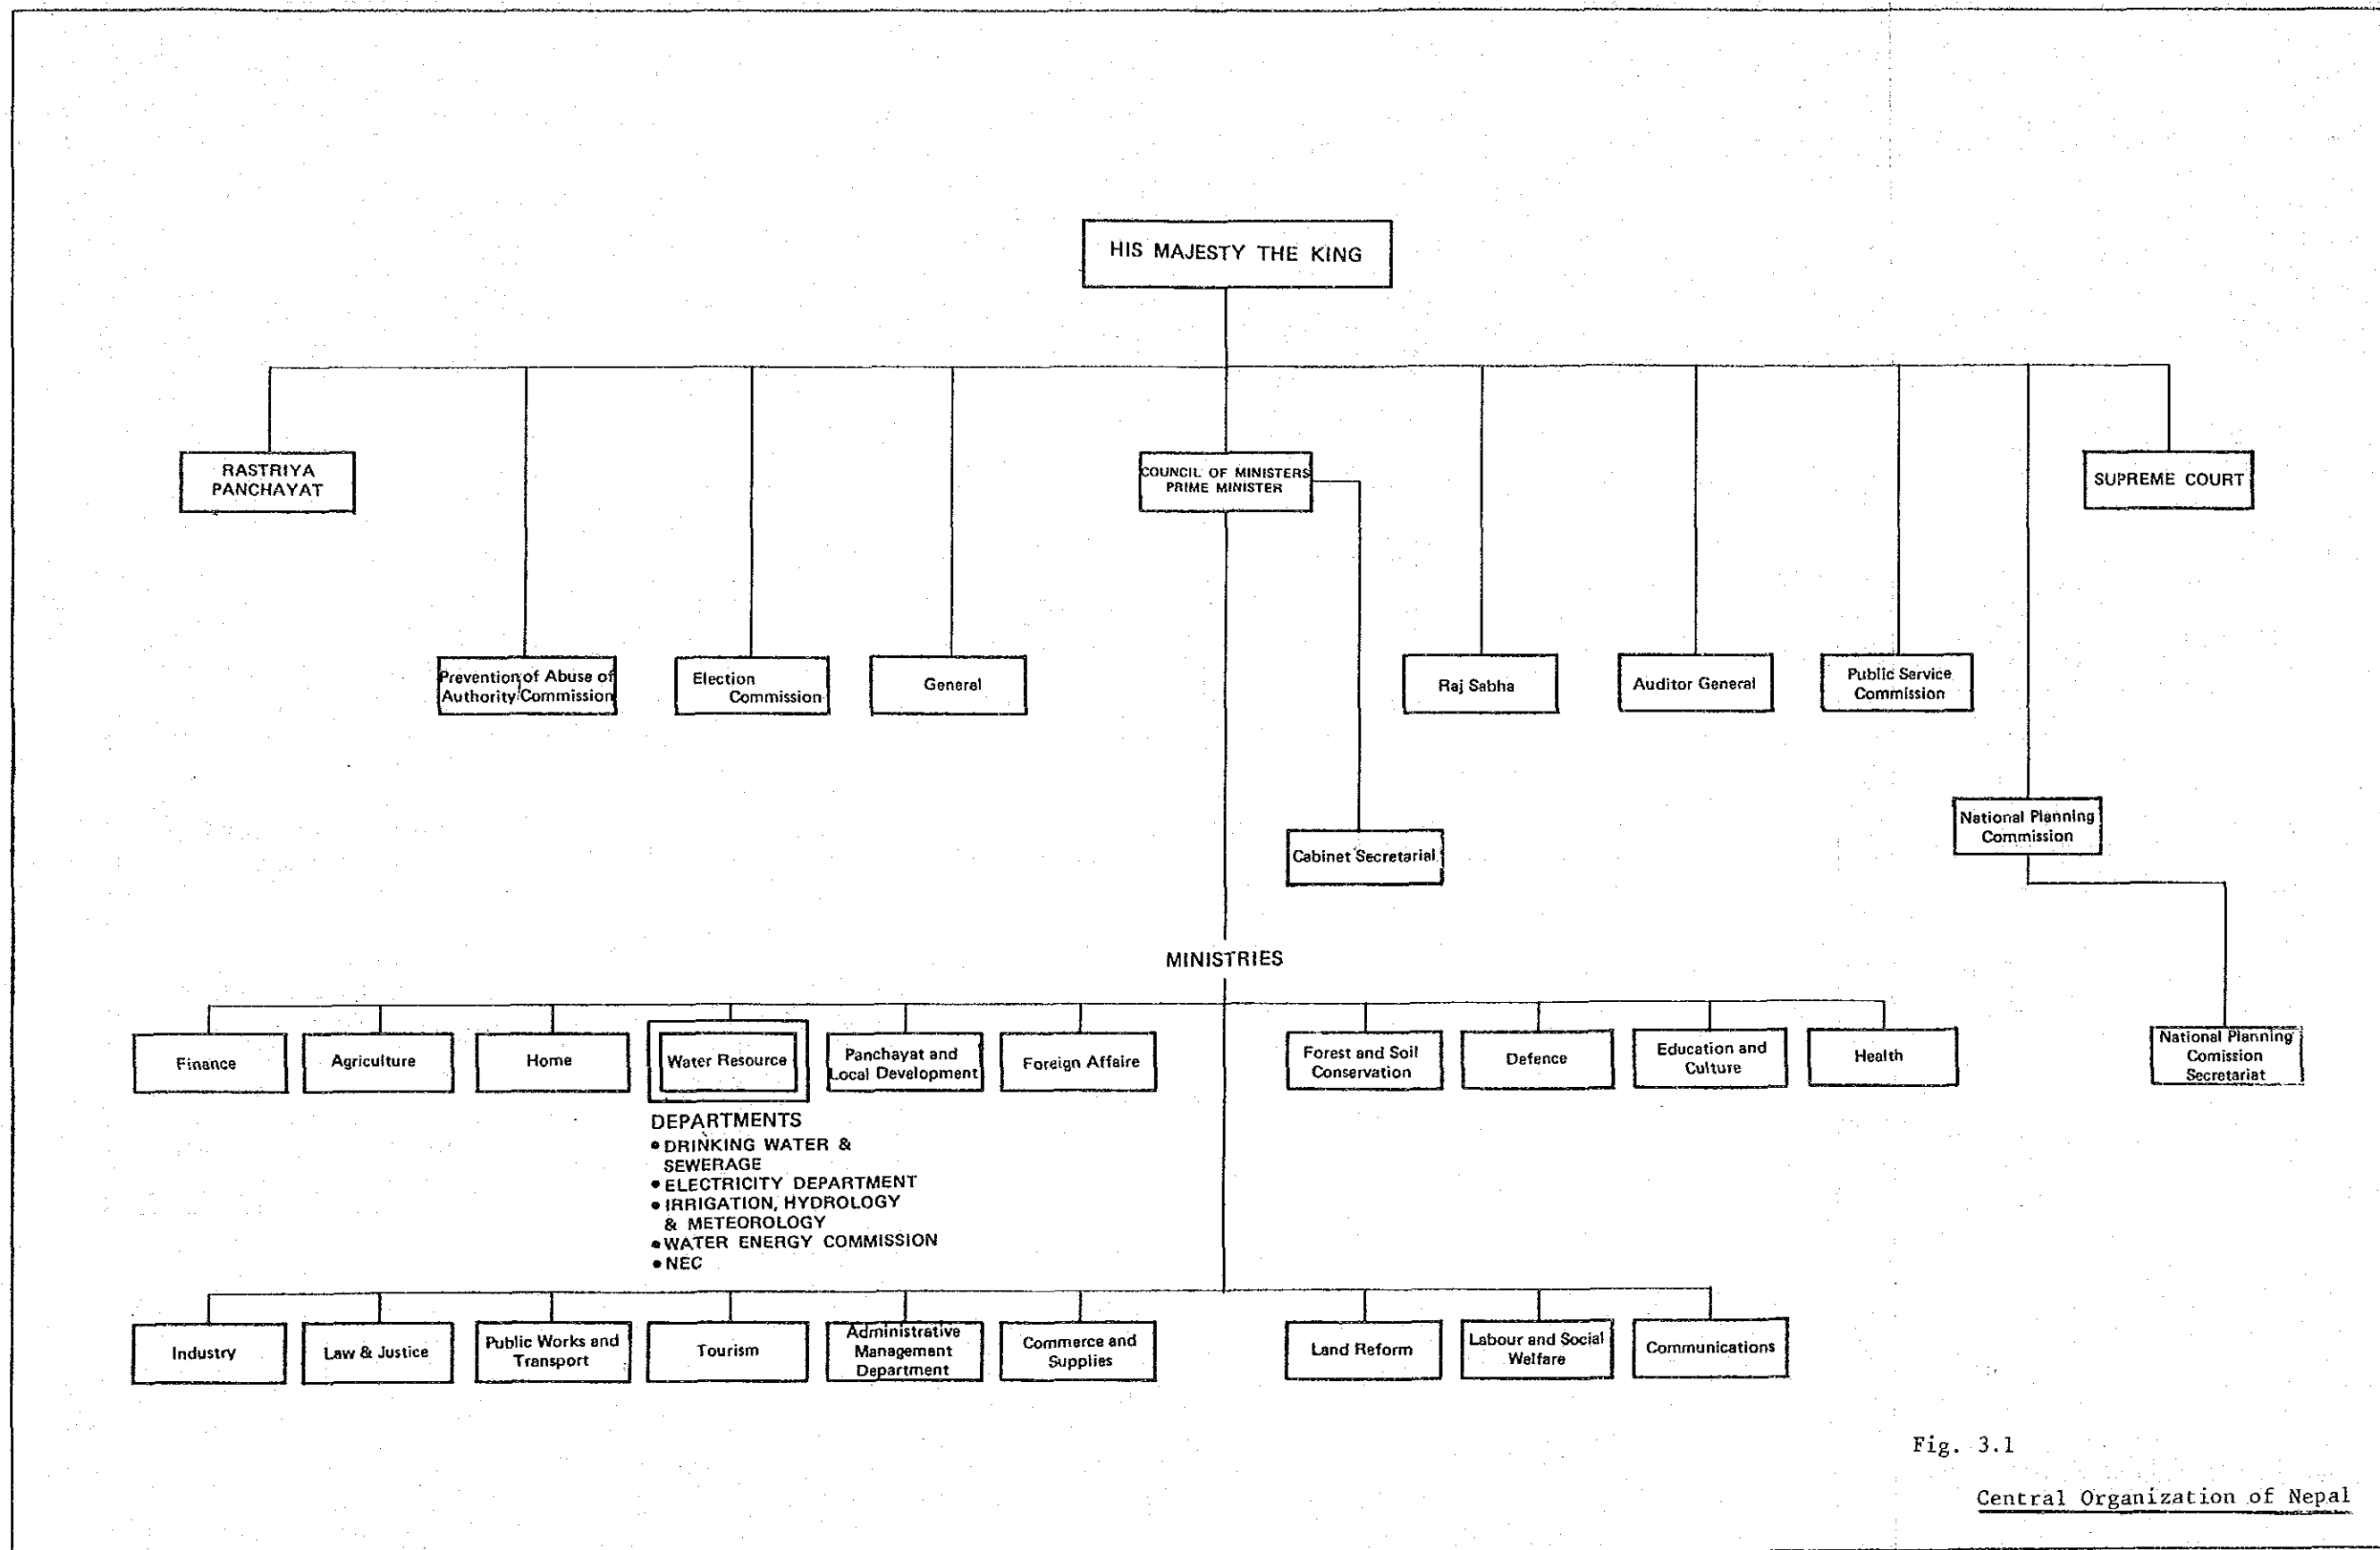 HIS MAJESTY THE KING
RASTRIYA
PANCHAYAT
COUNCIL OF MINISTERS
PRIME MINISTER
SUPREME COURT
Prevention of Abuse of
Authority Commission
Election
Commission
General
Raj Sabha
Auditor General
Public Service
Commission
National Planning
Commission
Cabinet Secretarial
MINISTRIES
Finance
Agriculture
Home
Water Resource
Panchayat and
Local Development
Foreign Affaire
Forest and Soil
Conservation
Defence
Education and
Culture
Health
National Planning
Comission
Secretariat
DEPARTMENTS
• DRINKING WATER &
SEWERAGE
• ELECTRICITY DEPARTMENT
• IRRIGATION, HYDROLOGY
& METEOROLOGY
• WATER ENERGY COMMISSION
• NEC
Industry
Law & Justice
Public Works and
Transport
Tourism
Administrative
Management
Department
Commerce and
Supplies
Land Reform
Labour and Social
Welfare
Communications
Fig. 3.1
Central Organization of Nepal